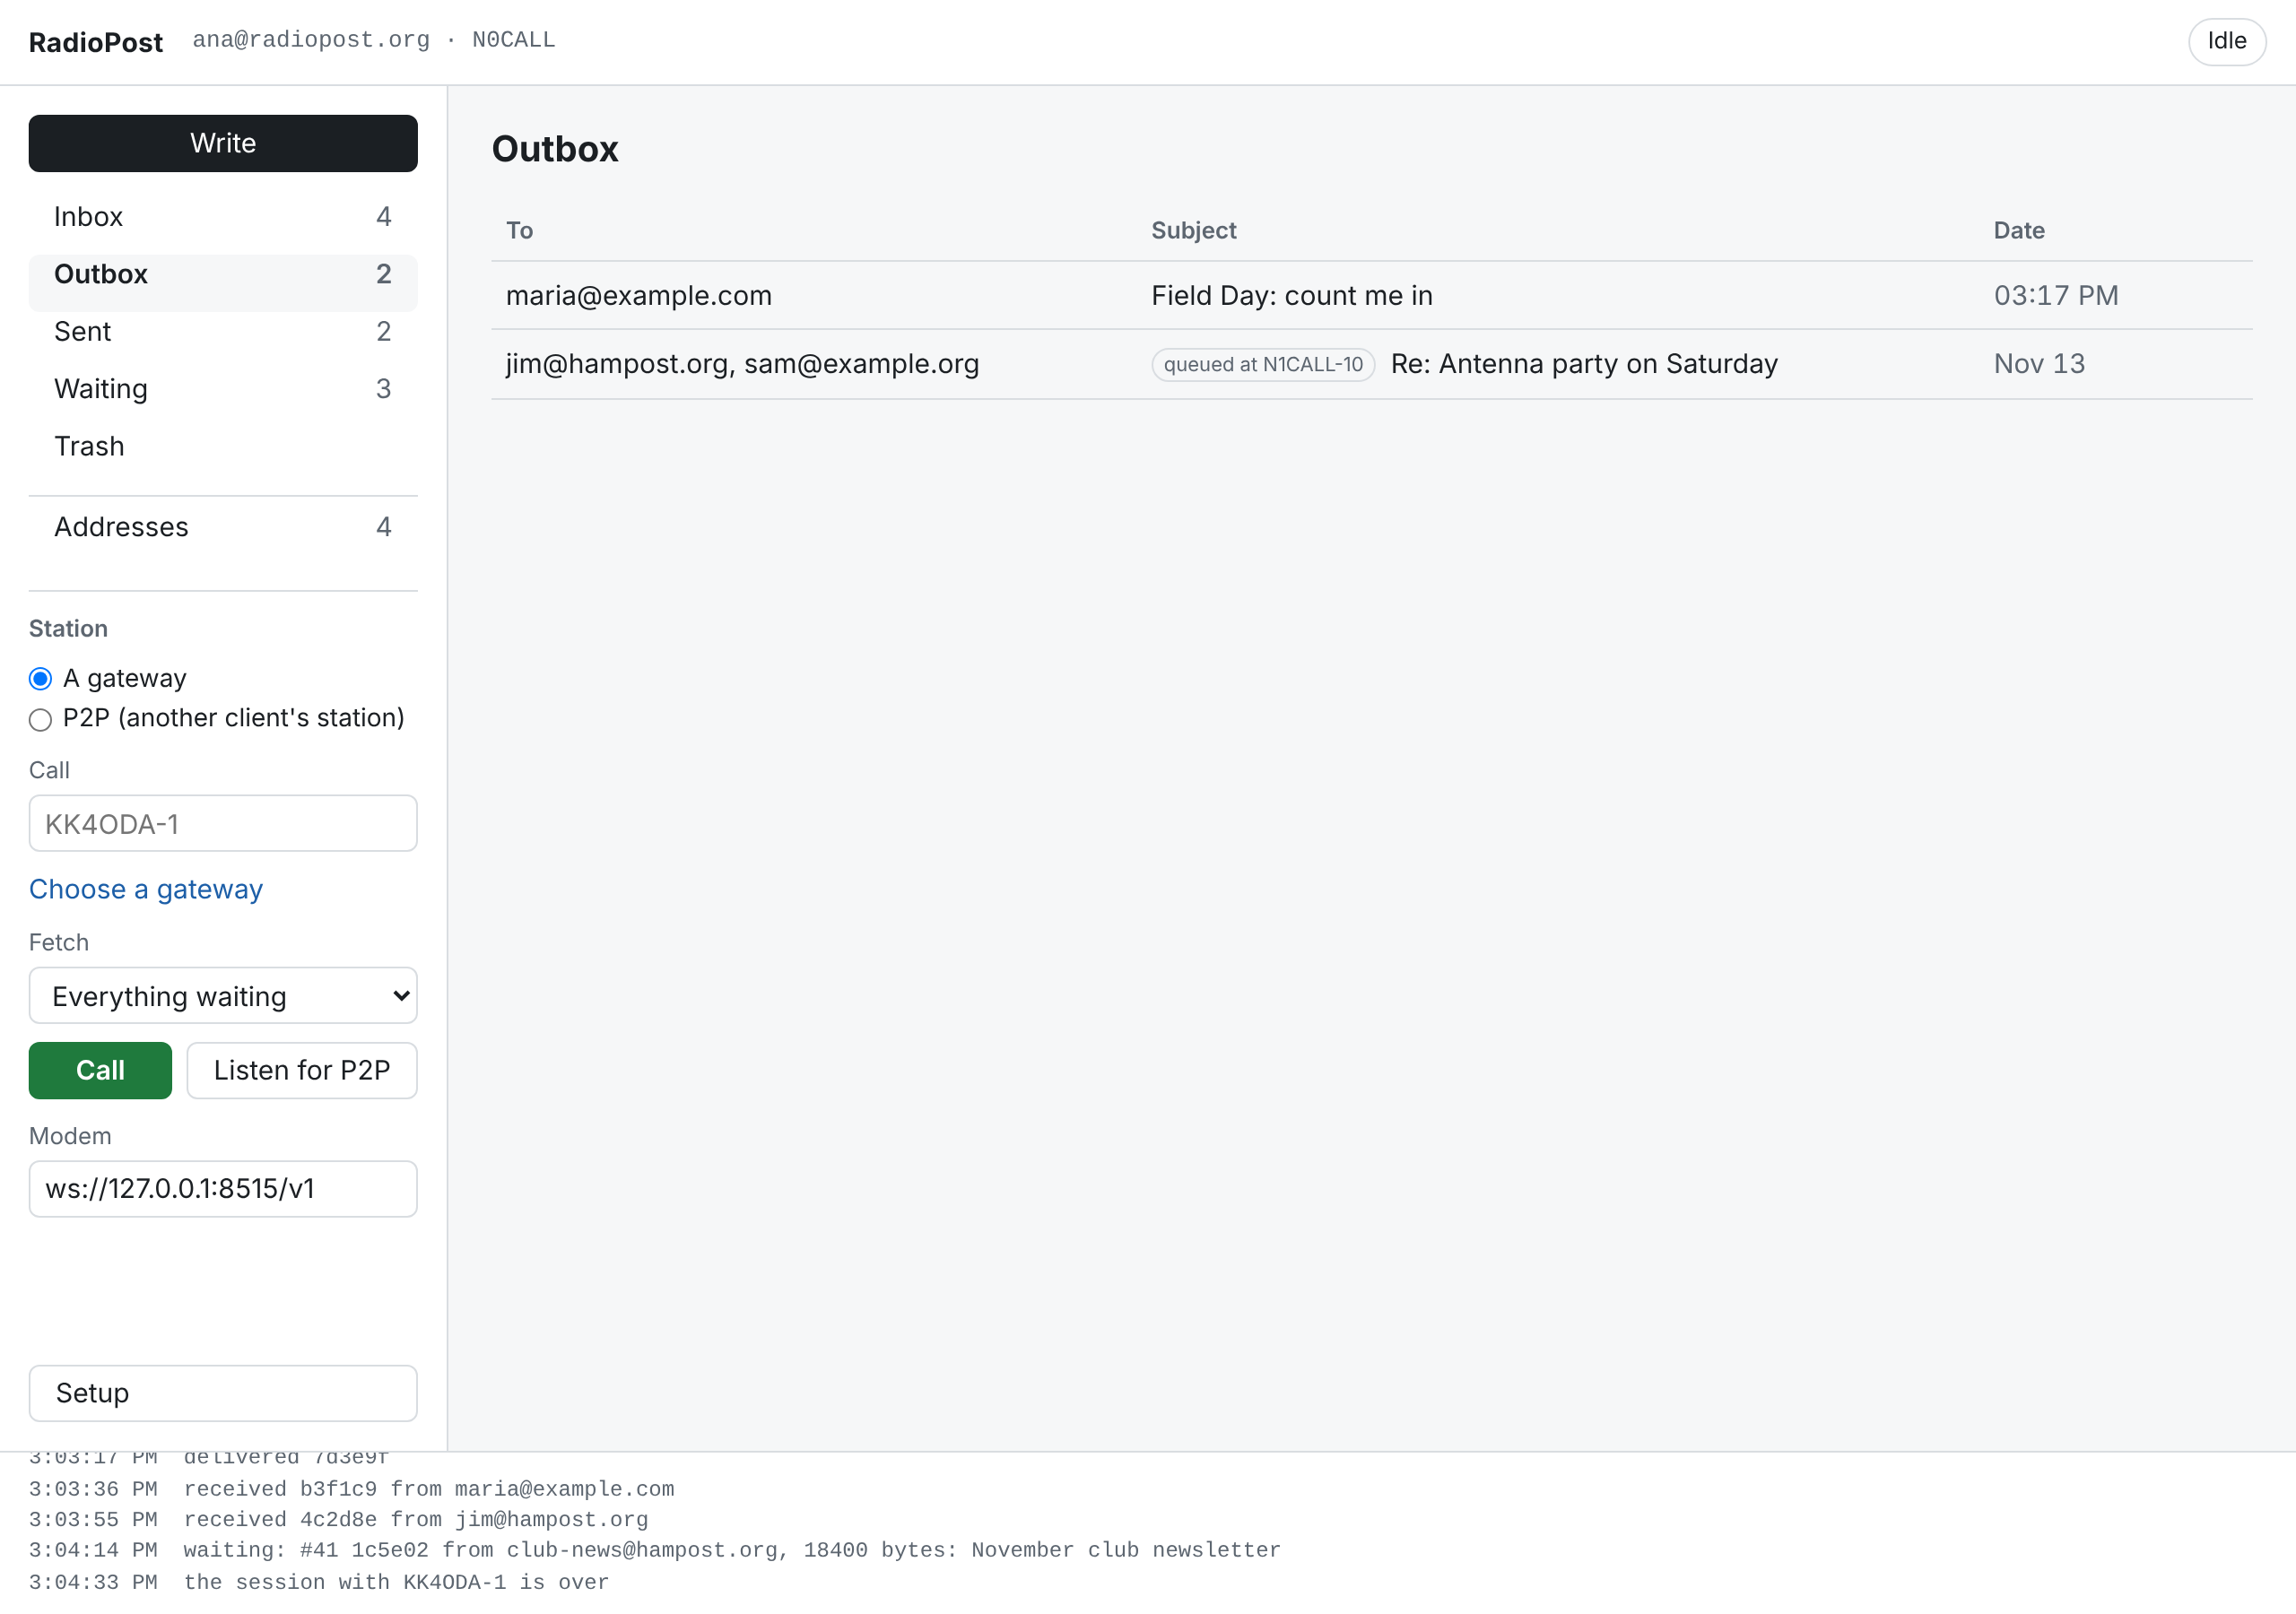 RadioPost ana@radiopost.org · N0CALL Idle
Write
Inbox 4
Outbox 2
Sent 2
Waiting 3
Trash
Addresses 4
Station
A gateway
P2P (another client's station)
Call
KK4ODA-1
Choose a gateway
Fetch
Everything waiting
Call Listen for P2P
Modem
ws://127.0.0.1:8515/v1
Setup
Outbox
To Subject Date
maria@example.com Field Day: count me in 03:17 PM
jim@hampost.org, sam@example.org queued at N1CALL-10 Re: Antenna party on Saturday Nov 13
3:03:17 PM delivered 7d3e9f
3:03:36 PM received b3f1c9 from maria@example.com
3:03:55 PM received 4c2d8e from jim@hampost.org
3:04:14 PM waiting: #41 1c5e02 from club-news@hampost.org, 18400 bytes: November club newsletter
3:04:33 PM the session with KK4ODA-1 is over